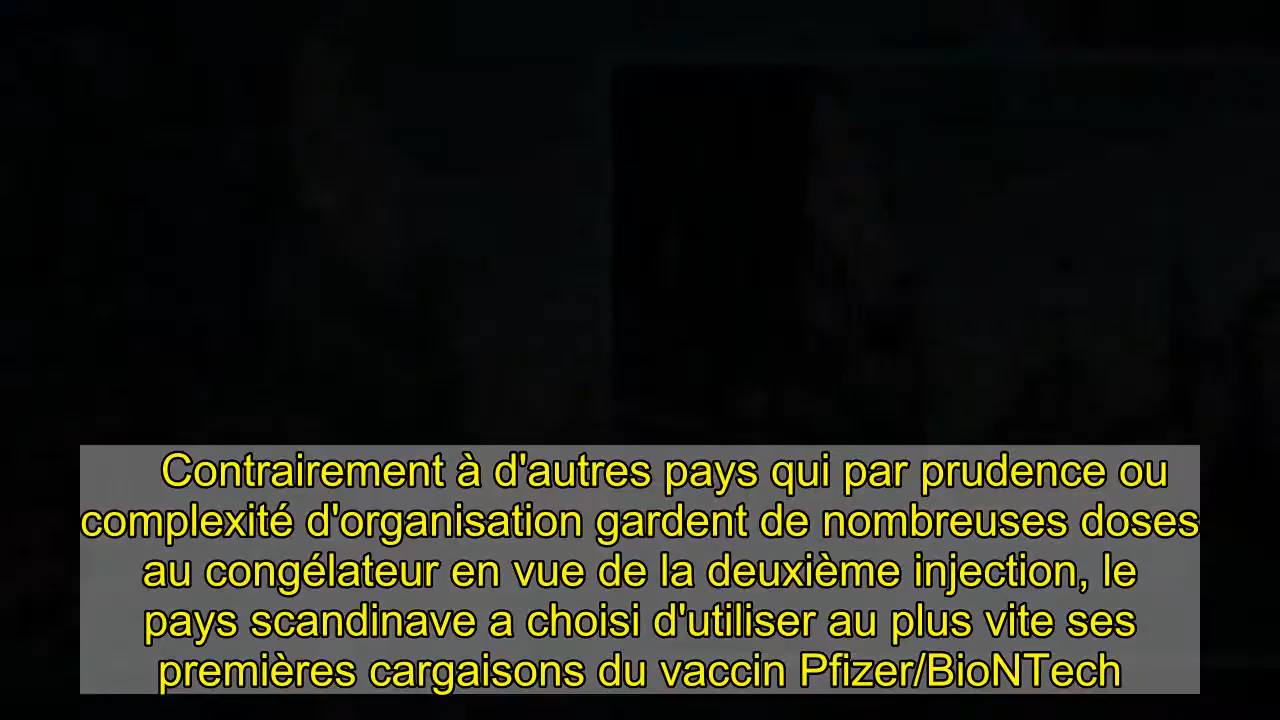 Contrairement à d'autres pays qui par prudence ou
complexité d'organisation gardent de nombreuses doses
au congélateur en vue de la deuxième injection, le
pays scandinave a choisi d'utiliser au plus vite ses
premières cargaisons du vaccin Pfizer/BioNTech